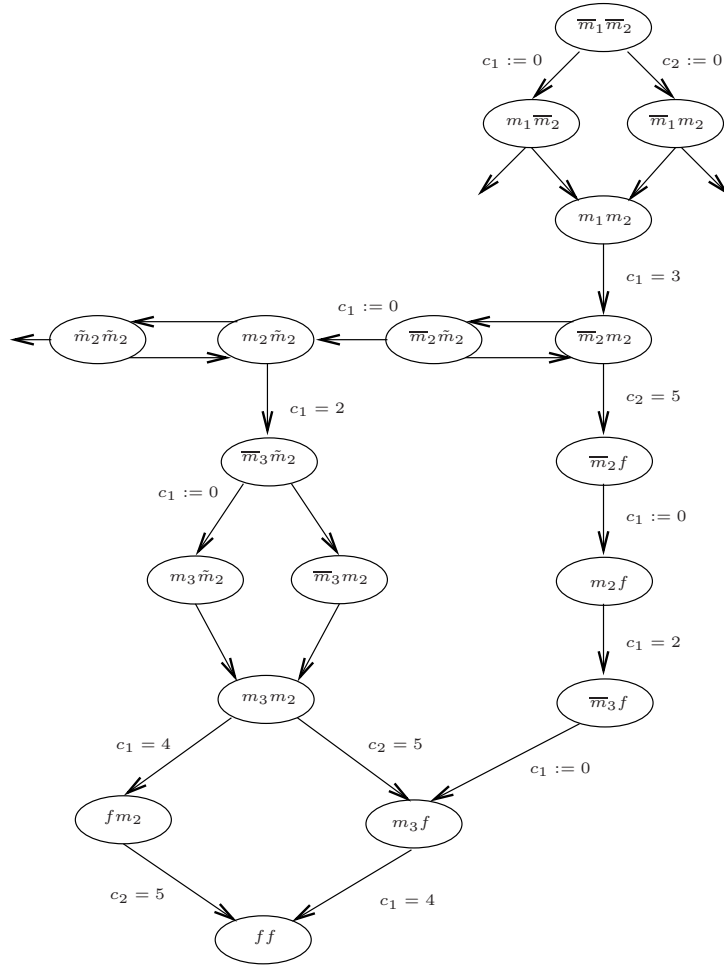 m̅₁m̅₂
c₁ := 0 c₂ := 0
m₁m̅₂ m̅₁m₂
m₁m₂
c₁ = 3
c₁ := 0
m̃₂m̃₂ m₂m̃₂ m̅₂m̃₂ m̅₂m₂
c₁ = 2 c₂ = 5
m̅₃m̃₂ m̅₂f
c₁ := 0 c₁ := 0
m₃m̃₂ m̅₃m₂ m₂f
c₁ = 2
m₃m₂ m̅₃f
c₁ = 4 c₂ = 5 c₁ := 0
fm₂ m₃f
c₂ = 5 c₁ = 4
ff